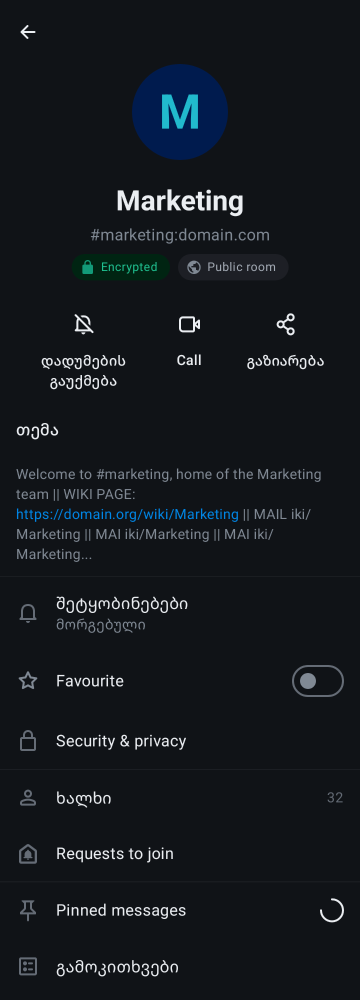 M
Marketing
#marketing:domain.com
Encrypted
Public room
დადუმების
გაუქმება
Call
გაზიარება
თემა
Welcome to #marketing, home of the Marketing
team || WIKI PAGE:
https://domain.org/wiki/Marketing || MAIL iki/
Marketing || MAI iki/Marketing || MAI iki/
Marketing...
შეტყობინებები
მორგებული
Favourite
Security & privacy
ხალხი
32
Requests to join
Pinned messages
გამოკითხვები